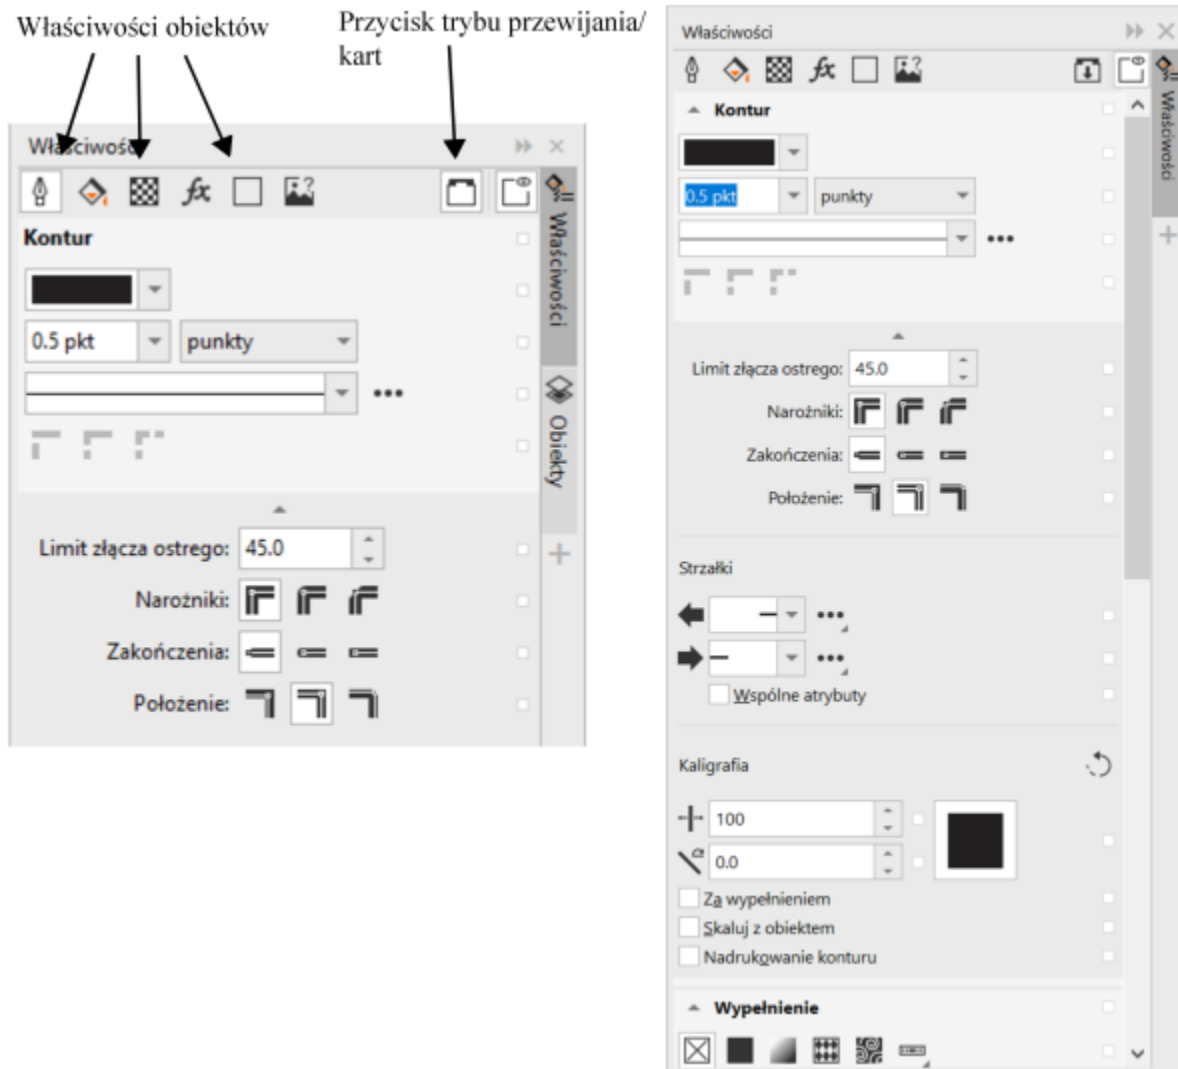 Właściwości obiektów
Przycisk trybu przewijania/
kart
Właściwości
fx
Kontur
0.5 pkt punkty
Limit złącza ostrego: 45.0
Narożniki:
Zakończenia:
Położenie:
Właściwości
Obiekty
Właściwości
fx
Kontur
0.5 pkt punkty
Limit złącza ostrego: 45.0
Narożniki:
Zakończenia:
Położenie:
Strzałki
Wspólne atrybuty
Kaligrafia
100
0.0
Za wypełnieniem
Skaluj z obiektem
Nadrukowanie konturu
Wypełnienie
Właściwości